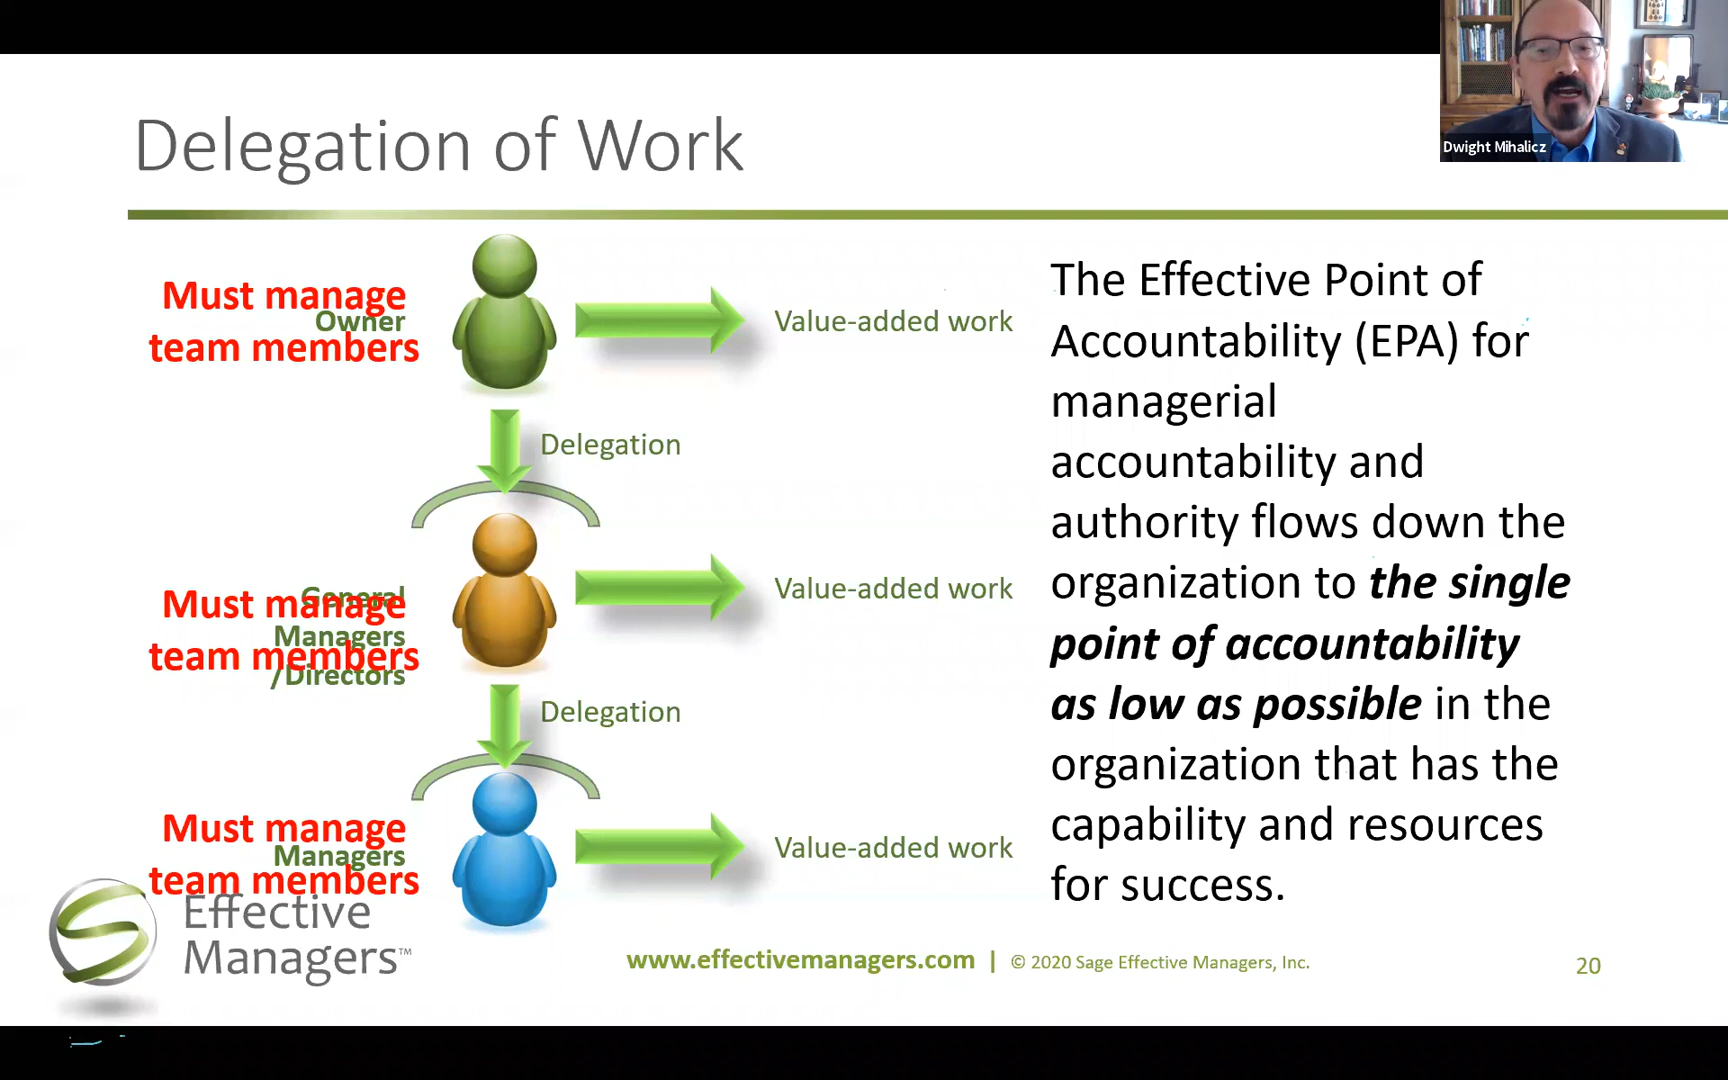 Delegation of Work
Dwight Mihalicz
Must manage
Owner
team members
Value-added work
Delegation
General
Must manage
Managers
team members
/Directors
Value-added work
Delegation
Must manage
Managers
team members
Value-added work
The Effective Point of
Accountability (EPA) for
managerial
accountability and
authority flows down the
organization to the single
point of accountability
as low as possible in the
organization that has the
capability and resources
for success.
Effective
Managers™
www.effectivemanagers.com | © 2020 Sage Effective Managers, Inc.
20